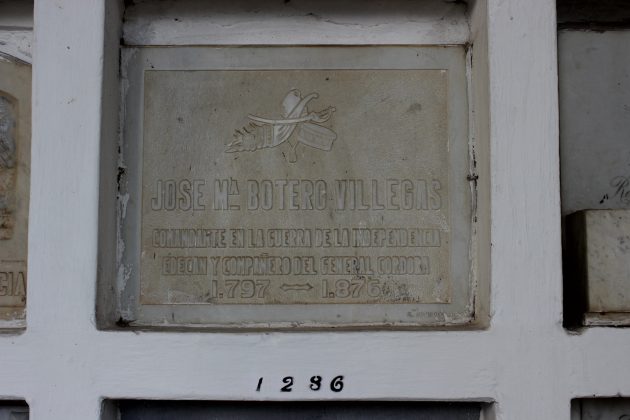 JOSE Mª BOTERO VILLEGAS
COMANDANTE EN LA GUERRA DE LA INDEPENDENCIA
EDECAN Y COMPAÑERO DEL GENERAL CORDOBA
1.797 ⟷ 1.876
CIA
1286